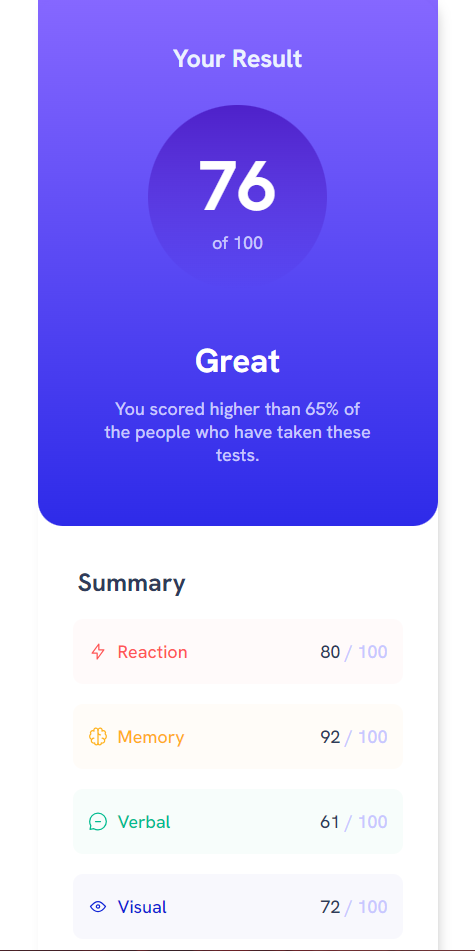 Your Result
76
of 100
Great
You scored higher than 65% of
the people who have taken these
tests.
Summary
Reaction 80 / 100
Memory 92 / 100
Verbal 61 / 100
Visual 72 / 100